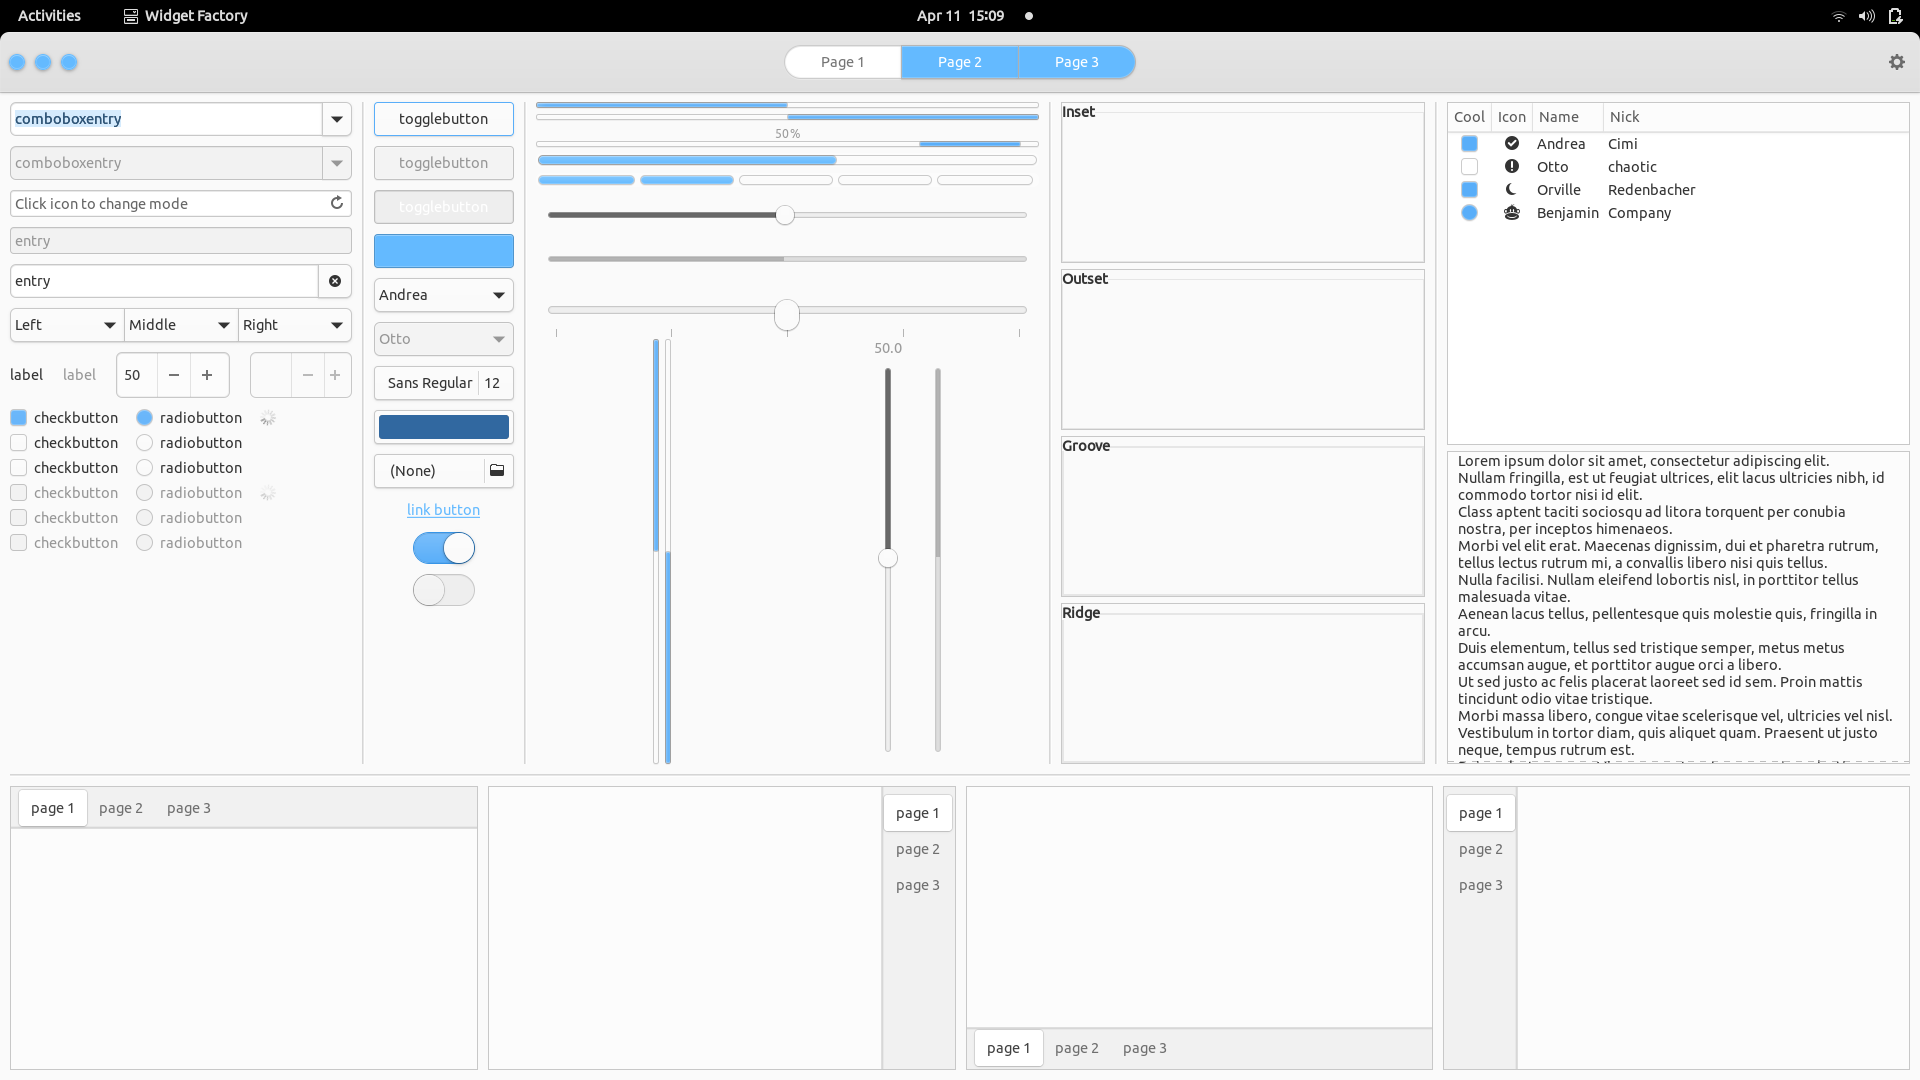 Activities
Widget Factory
Apr 11 15:09
Page 1
Page 2
Page 3
comboboxentry
comboboxentry
Click icon to change mode
entry
entry
Left
Middle
Right
label
label
50
checkbutton
radiobutton
checkbutton
radiobutton
checkbutton
radiobutton
checkbutton
radiobutton
checkbutton
radiobutton
checkbutton
radiobutton
togglebutton
togglebutton
togglebutton
Andrea
Otto
Sans Regular 12
(None)
link button
50%
50.0
Inset
Outset
Groove
Ridge
Cool Icon Name Nick
Andrea Cimi
Otto chaotic
Orville Redenbacher
Benjamin Company
Lorem ipsum dolor sit amet, consectetur adipiscing elit.
Nullam fringilla, est ut feugiat ultrices, elit lacus ultricies nibh, id
commodo tortor nisi id elit.
Class aptent taciti sociosqu ad litora torquent per conubia
nostra, per inceptos himenaeos.
Morbi vel elit erat. Maecenas dignissim, dui et pharetra rutrum,
tellus lectus rutrum mi, a convallis libero nisi quis tellus.
Nulla facilisi. Nullam eleifend lobortis nisl, in porttitor tellus
malesuada vitae.
Aenean lacus tellus, pellentesque quis molestie quis, fringilla in
arcu.
Duis elementum, tellus sed tristique semper, metus metus
accumsan augue, et porttitor augue orci a libero.
Ut sed justo ac felis placerat laoreet sed id sem. Proin mattis
tincidunt odio vitae tristique.
Morbi massa libero, congue vitae scelerisque vel, ultricies vel nisl.
Vestibulum in tortor diam, quis aliquet quam. Praesent ut justo
neque, tempus rutrum est.
page 1
page 2
page 3
page 1
page 2
page 3
page 1
page 2
page 3
page 1
page 2
page 3